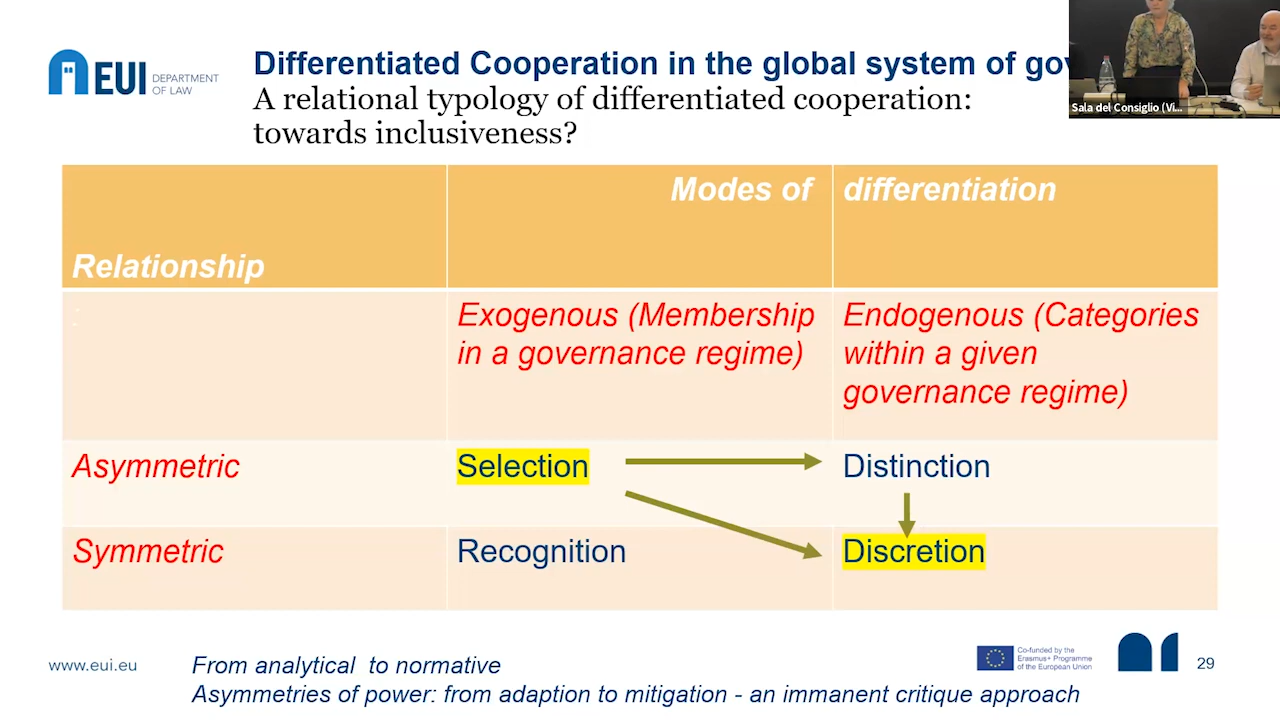 EUI DEPARTMENT
OF LAW
Differentiated Cooperation in the global system of
A relational typology of differentiated cooperation:
towards inclusiveness?
Sala del Consiglio (Vi...
Modes of differentiation
Relationship
:
Exogenous (Membership
in a governance regime)
Endogenous (Categories
within a given
governance regime)
Asymmetric
Selection
Distinction
Symmetric
Recognition
Discretion
www.eui.eu
From analytical to normative
Asymmetries of power: from adaption to mitigation - an immanent critique approach
Co-funded by the
Erasmus+ Programme
of the European Union
29